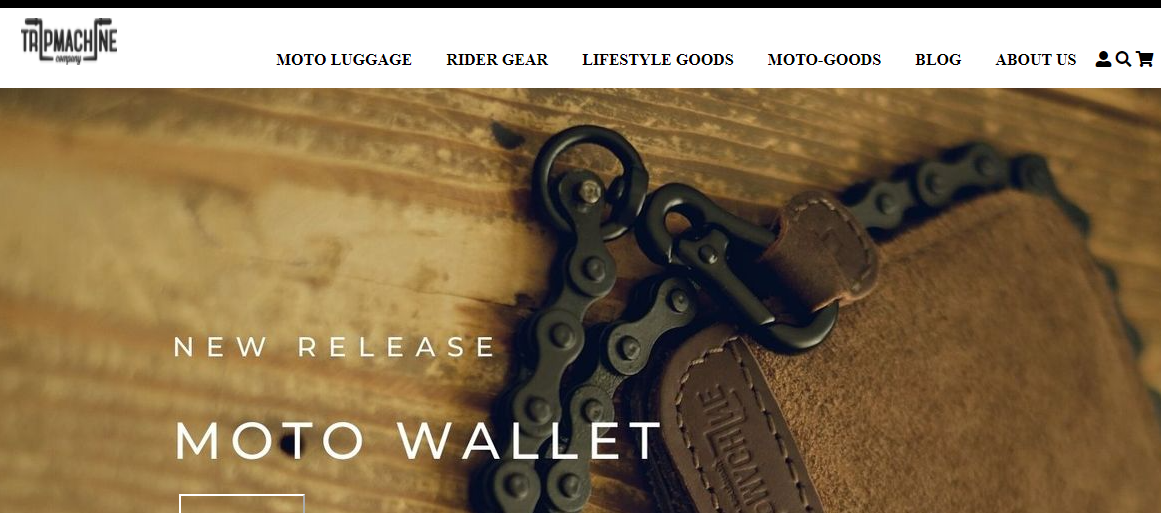 TRIPMACHINE
company
MOTO LUGGAGE RIDER GEAR LIFESTYLE GOODS MOTO-GOODS BLOG ABOUT US
NEW RELEASE
MOTO WALLET